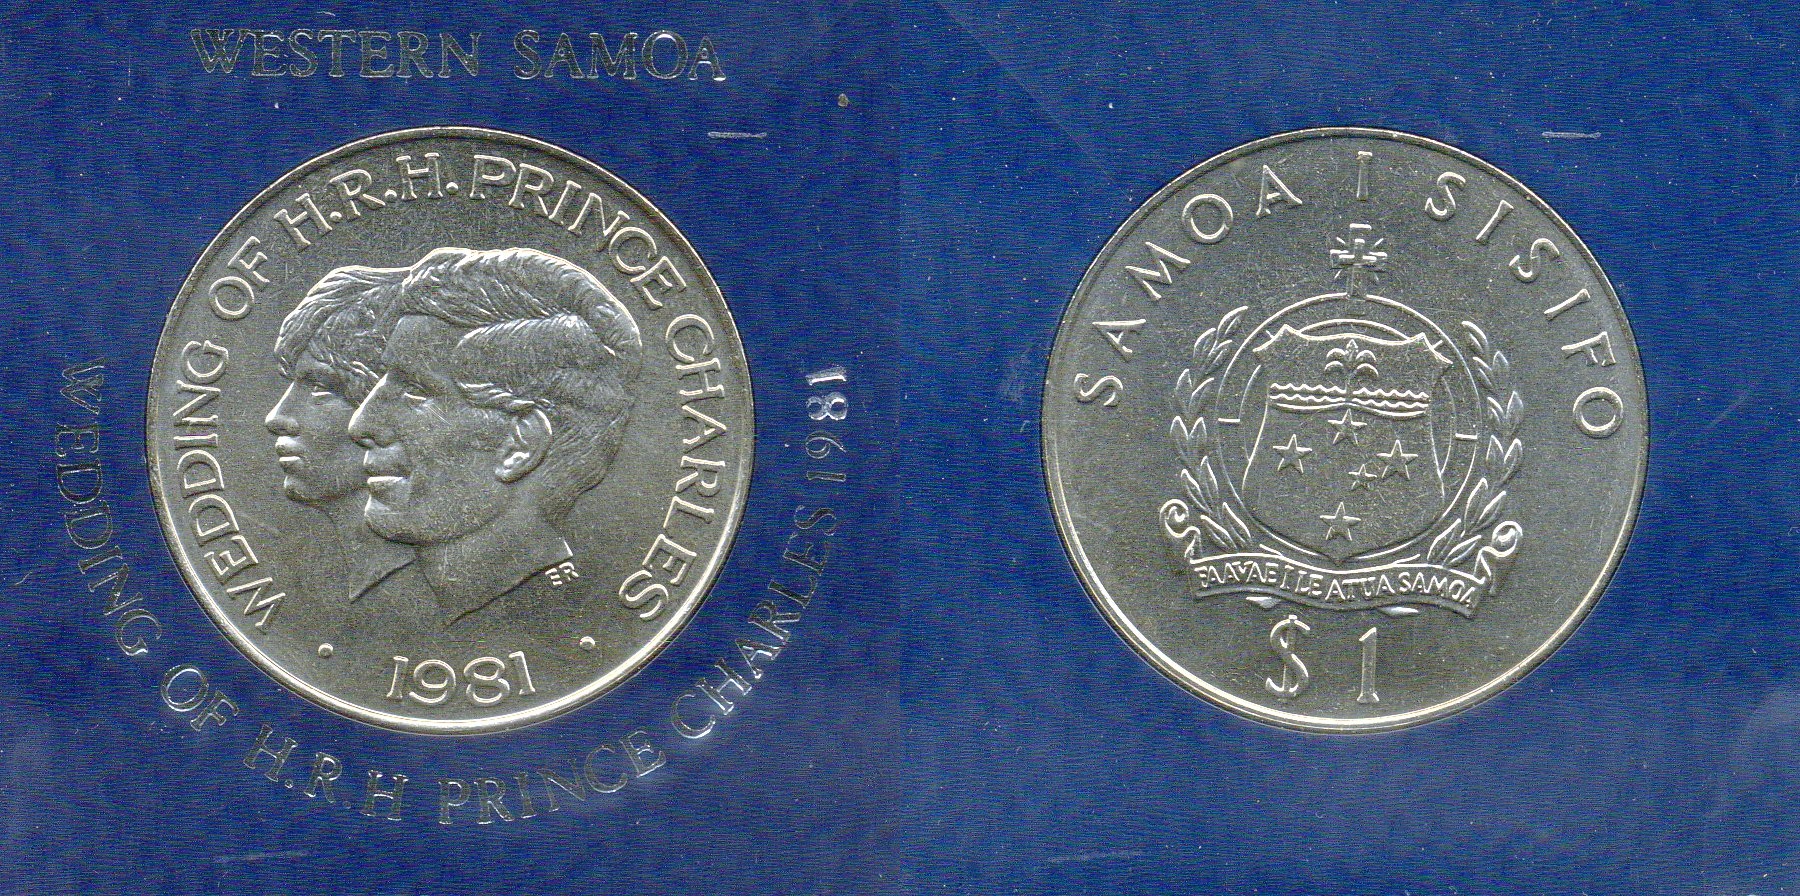 WESTERN SAMOA
WEDDING OF H.R.H. PRINCE CHARLES
ER
• 1981 •
WEDDING OF H.R.H PRINCE CHARLES 1981
SAMOA I SISIFO
FAAVAE I LE ATUA SAMOA
$1